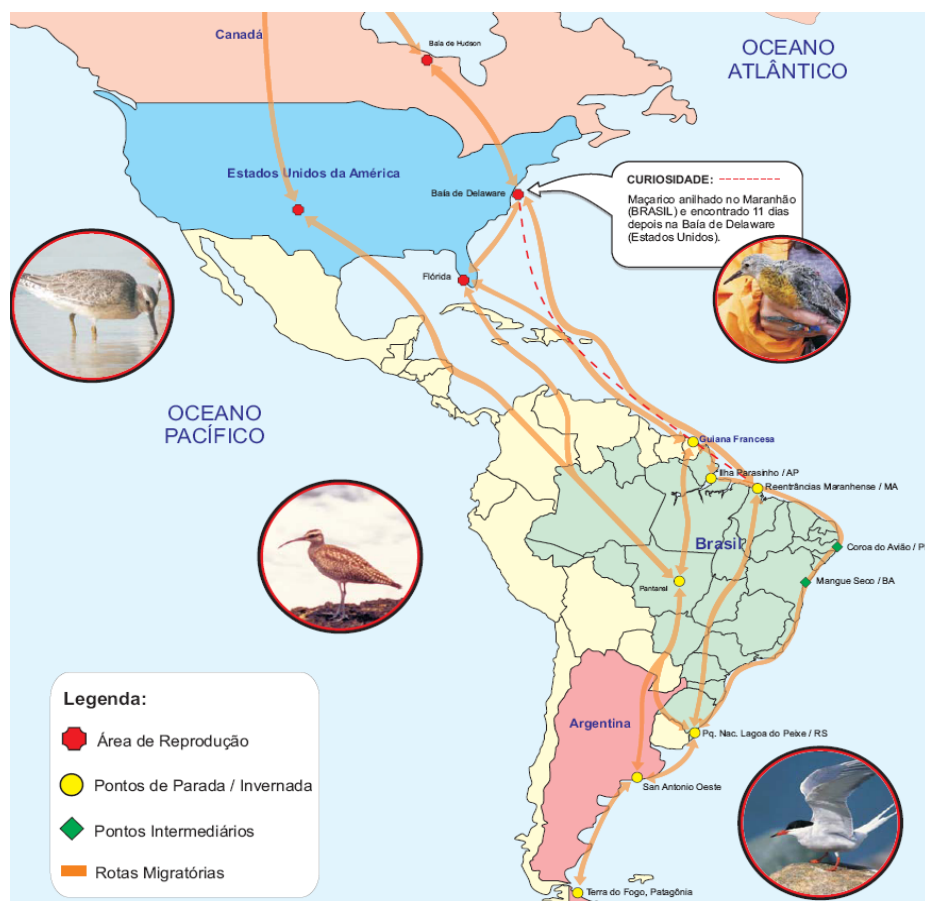 Canadá
Baía de Hudson
OCEANO
ATLÂNTICO
Estados Unidos da América
Baía de Delaware
CURIOSIDADE:
Maçarico anilhado no Maranhão
(BRASIL) e encontrado 11 dias
depois na Baía de Delaware
(Estados Unidos).
Flórida
OCEANO
PACÍFICO
Guiana Francesa
Ilha Parasinho / AP
Reentrâncias Maranhense / MA
Brasil
Coroa do Avião / P
Pantanal
Mangue Seco / BA
Argentina
Pq. Nac. Lagoa do Peixe / RS
San Antonio Oeste
Terra do Fogo, Patagônia
Legenda:
Área de Reprodução
Pontos de Parada / Invernada
Pontos Intermediários
Rotas Migratórias